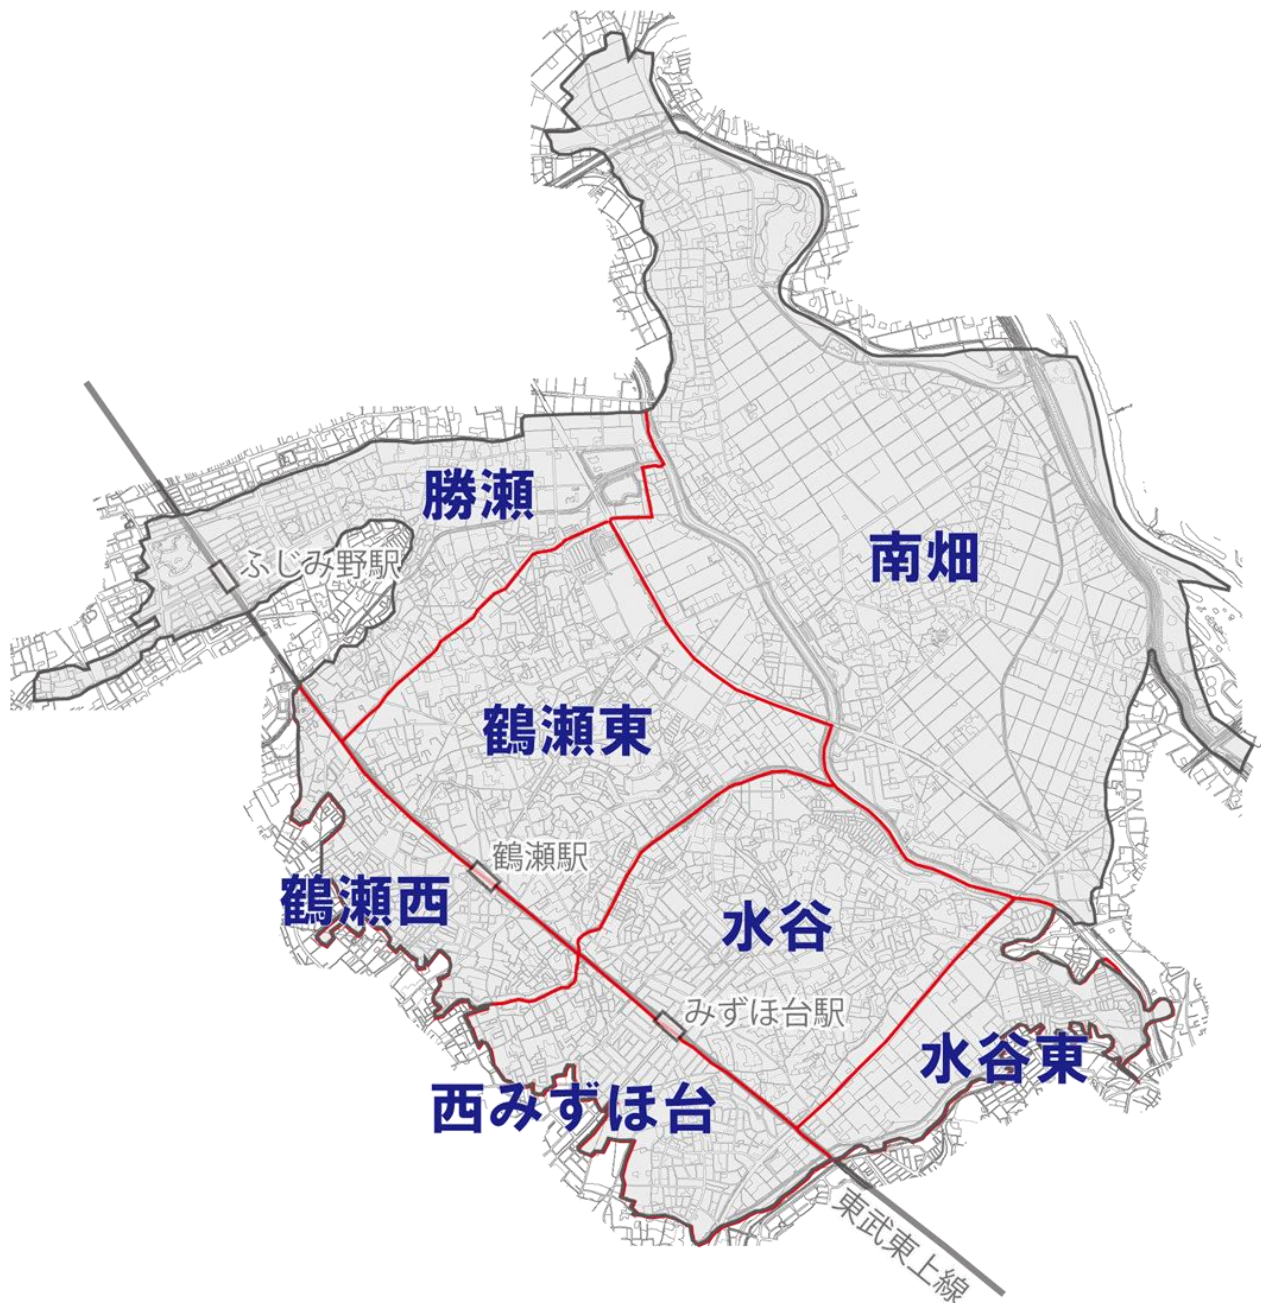 勝瀬
南畑
ふじみ野駅
鶴瀬東
鶴瀬駅
鶴瀬西
水谷
みずほ台駅
水谷東
西みずほ台
東武東上線